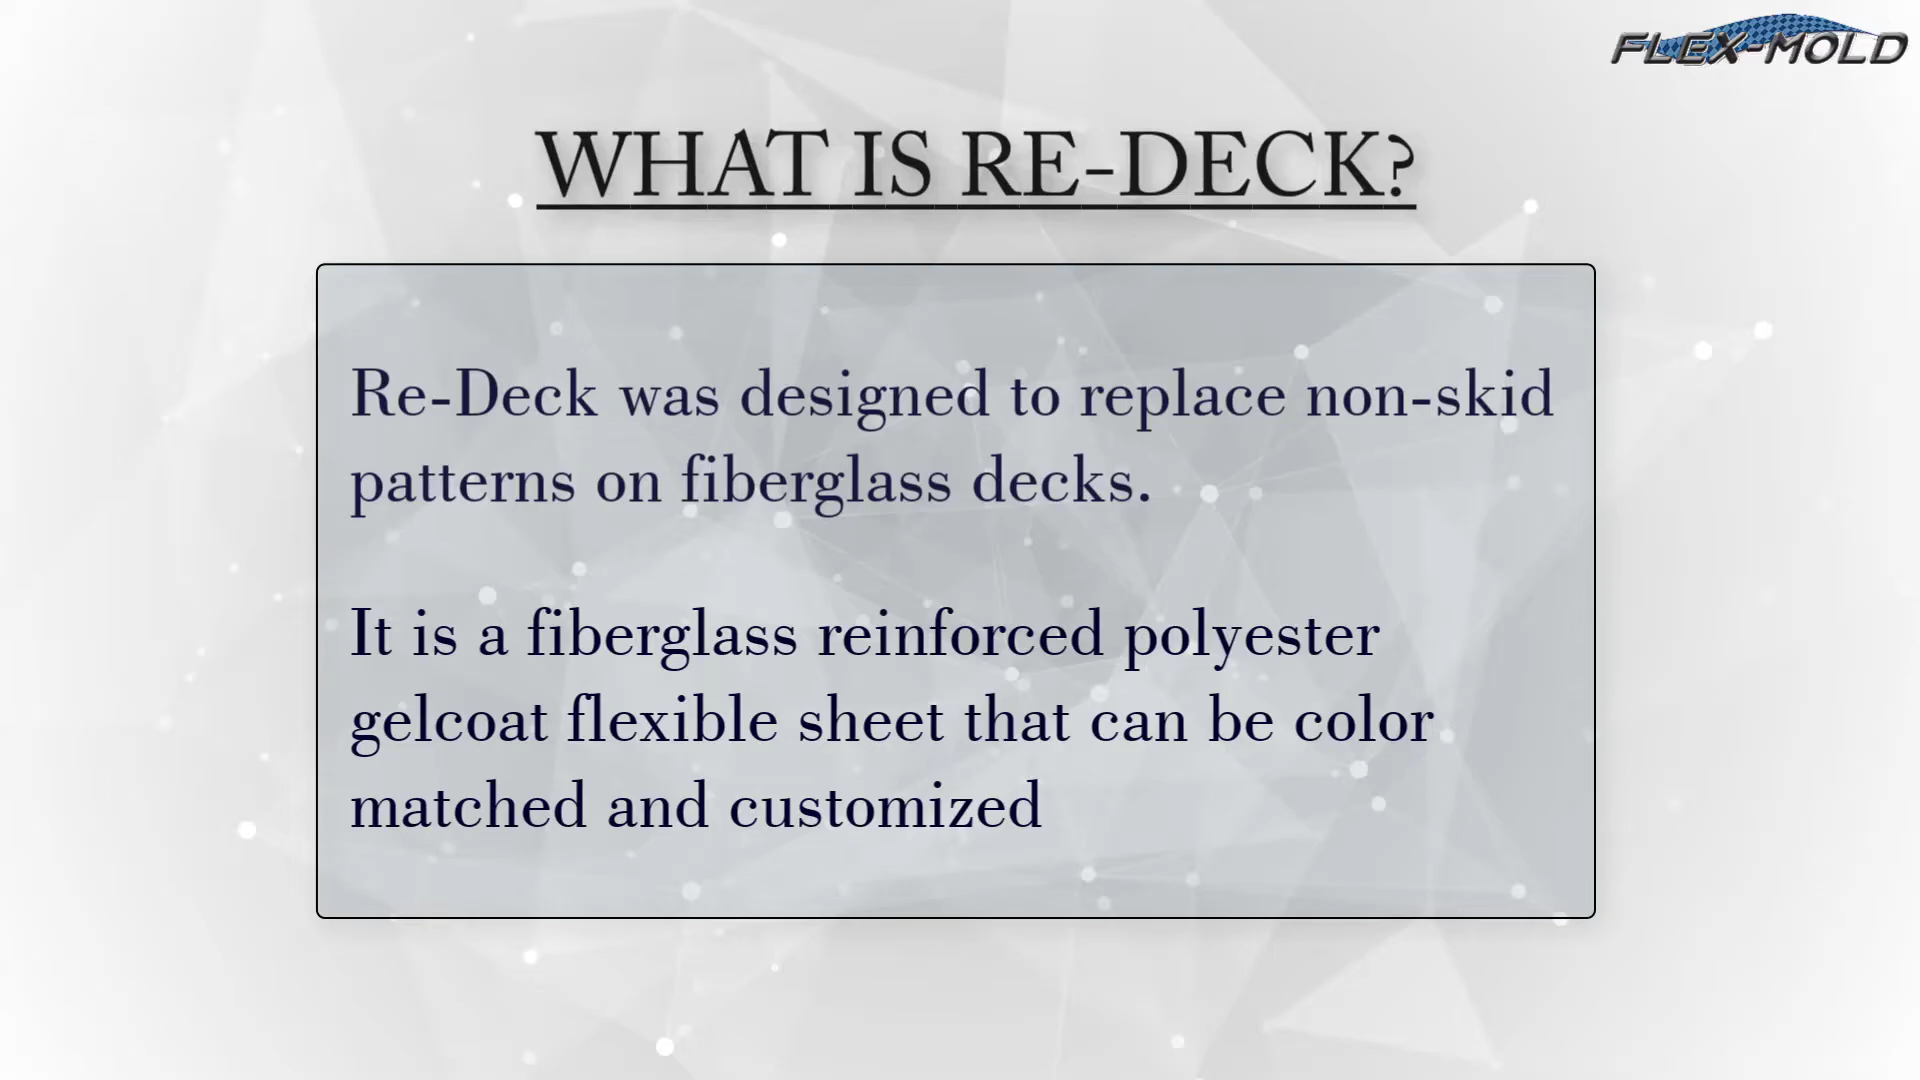 FLEX-MOLD
WHAT IS RE-DECK?
Re-Deck was designed to replace non-skid
patterns on fiberglass decks.
It is a fiberglass reinforced polyester
gelcoat flexible sheet that can be color
matched and customized